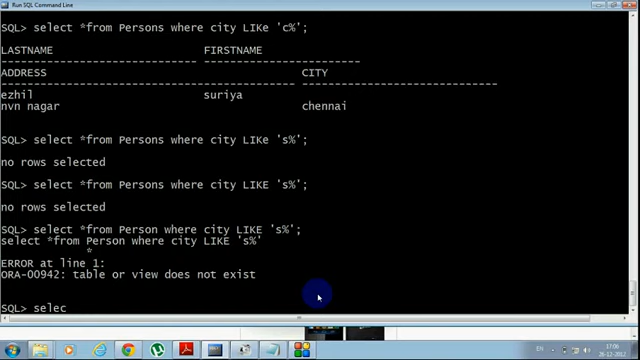 Run SQL Command Line
SQL> select *from Persons where city LIKe 'c%';
LASTNAME FIRSTNAME
ADDRESS CITY
ezhil suriya
nvn nagar chennai
SQL> select *from Persons where city LIKe 's%';
no rows selected
SQL> select *from Persons where city LIKe 's%';
no rows selected
SQL> select *from Person where city LIKE 's%';
select *from Person where city LIKE 's%'
*
ERROR at line 1:
ORA-00942: table or view does not exist
SQL> selec
EN
17:06
26-12-2012